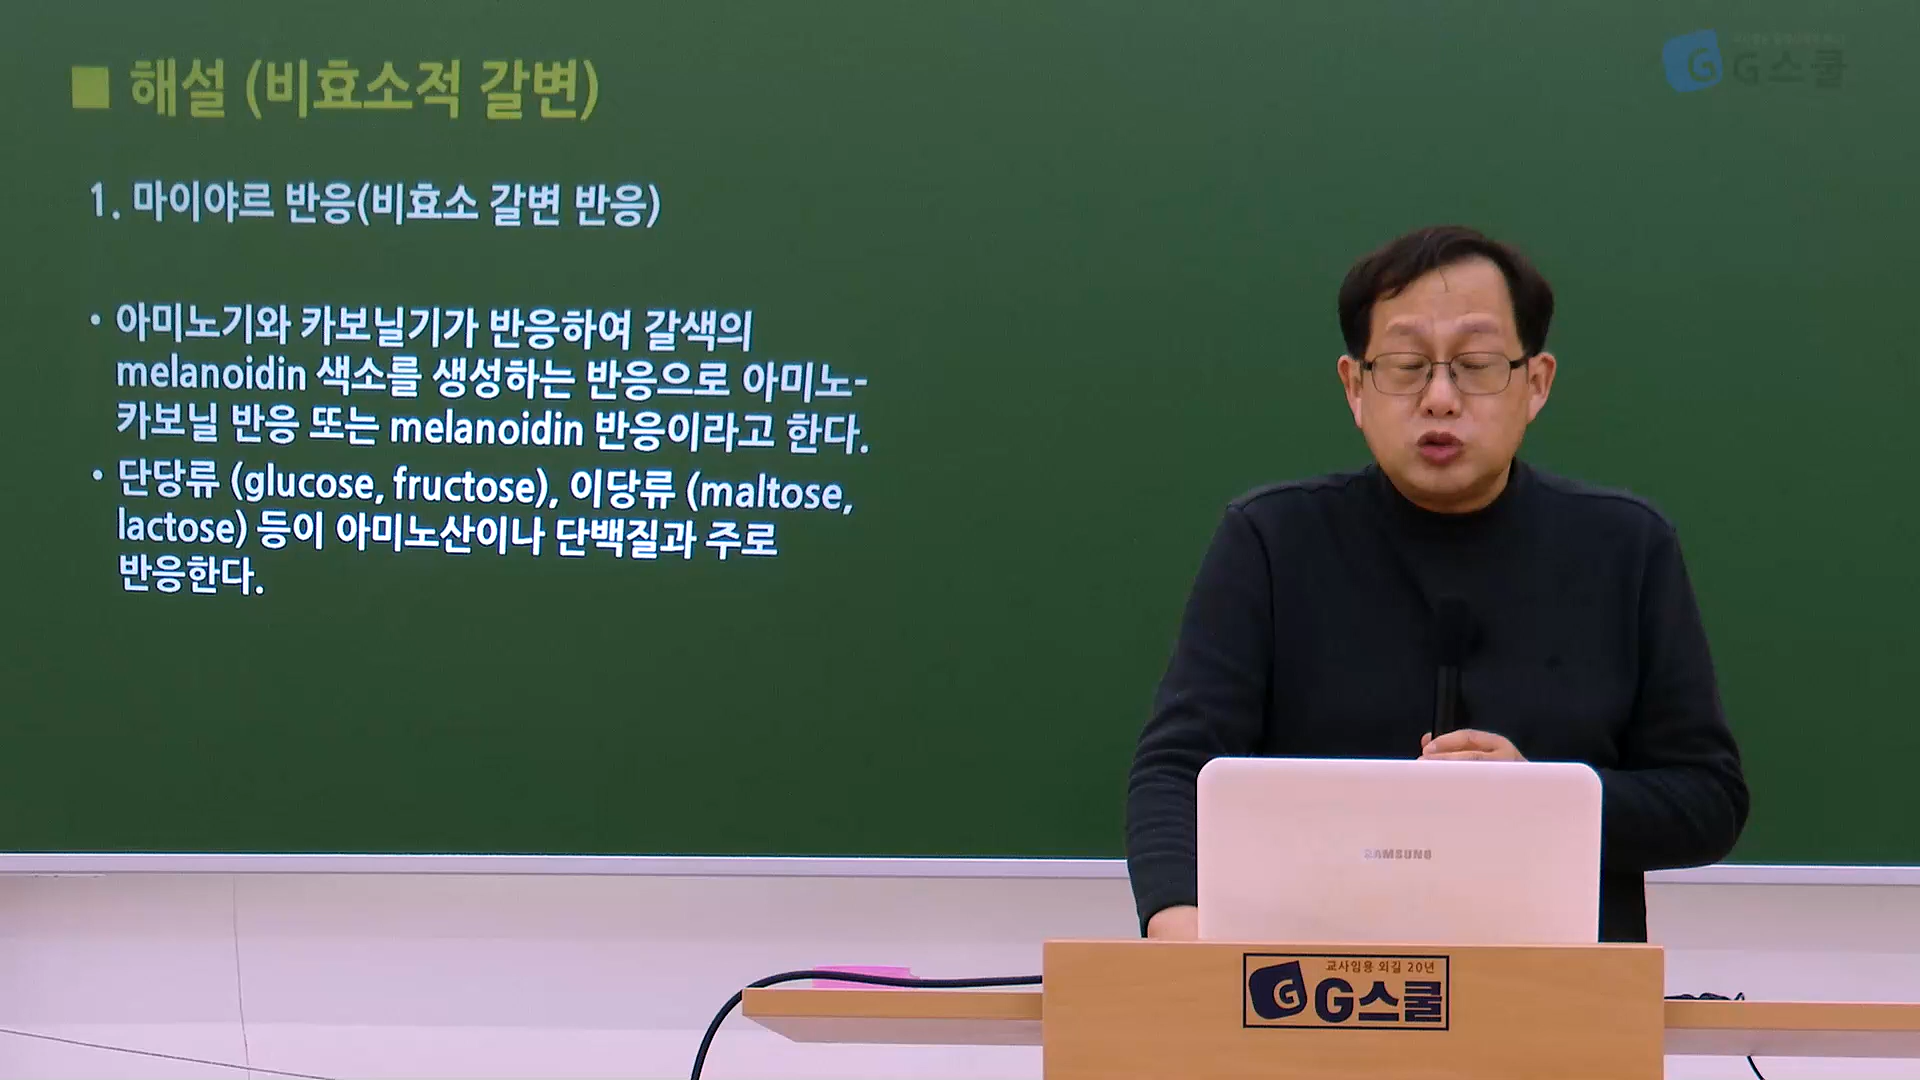 ■ 해설 (비효소적 갈변)
G스쿨
1. 마이야르 반응(비효소 갈변 반응)
• 아미노기와 카보닐기가 반응하여 갈색의
melanoidin 색소를 생성하는 반응으로 아미노-
카보닐 반응 또는 melanoidin 반응이라고 한다.
• 단당류 (glucose, fructose), 이당류 (maltose,
lactose) 등이 아미노산이나 단백질과 주로
반응한다.
SAMSUNG
교사임용 외길 20년
G스쿨